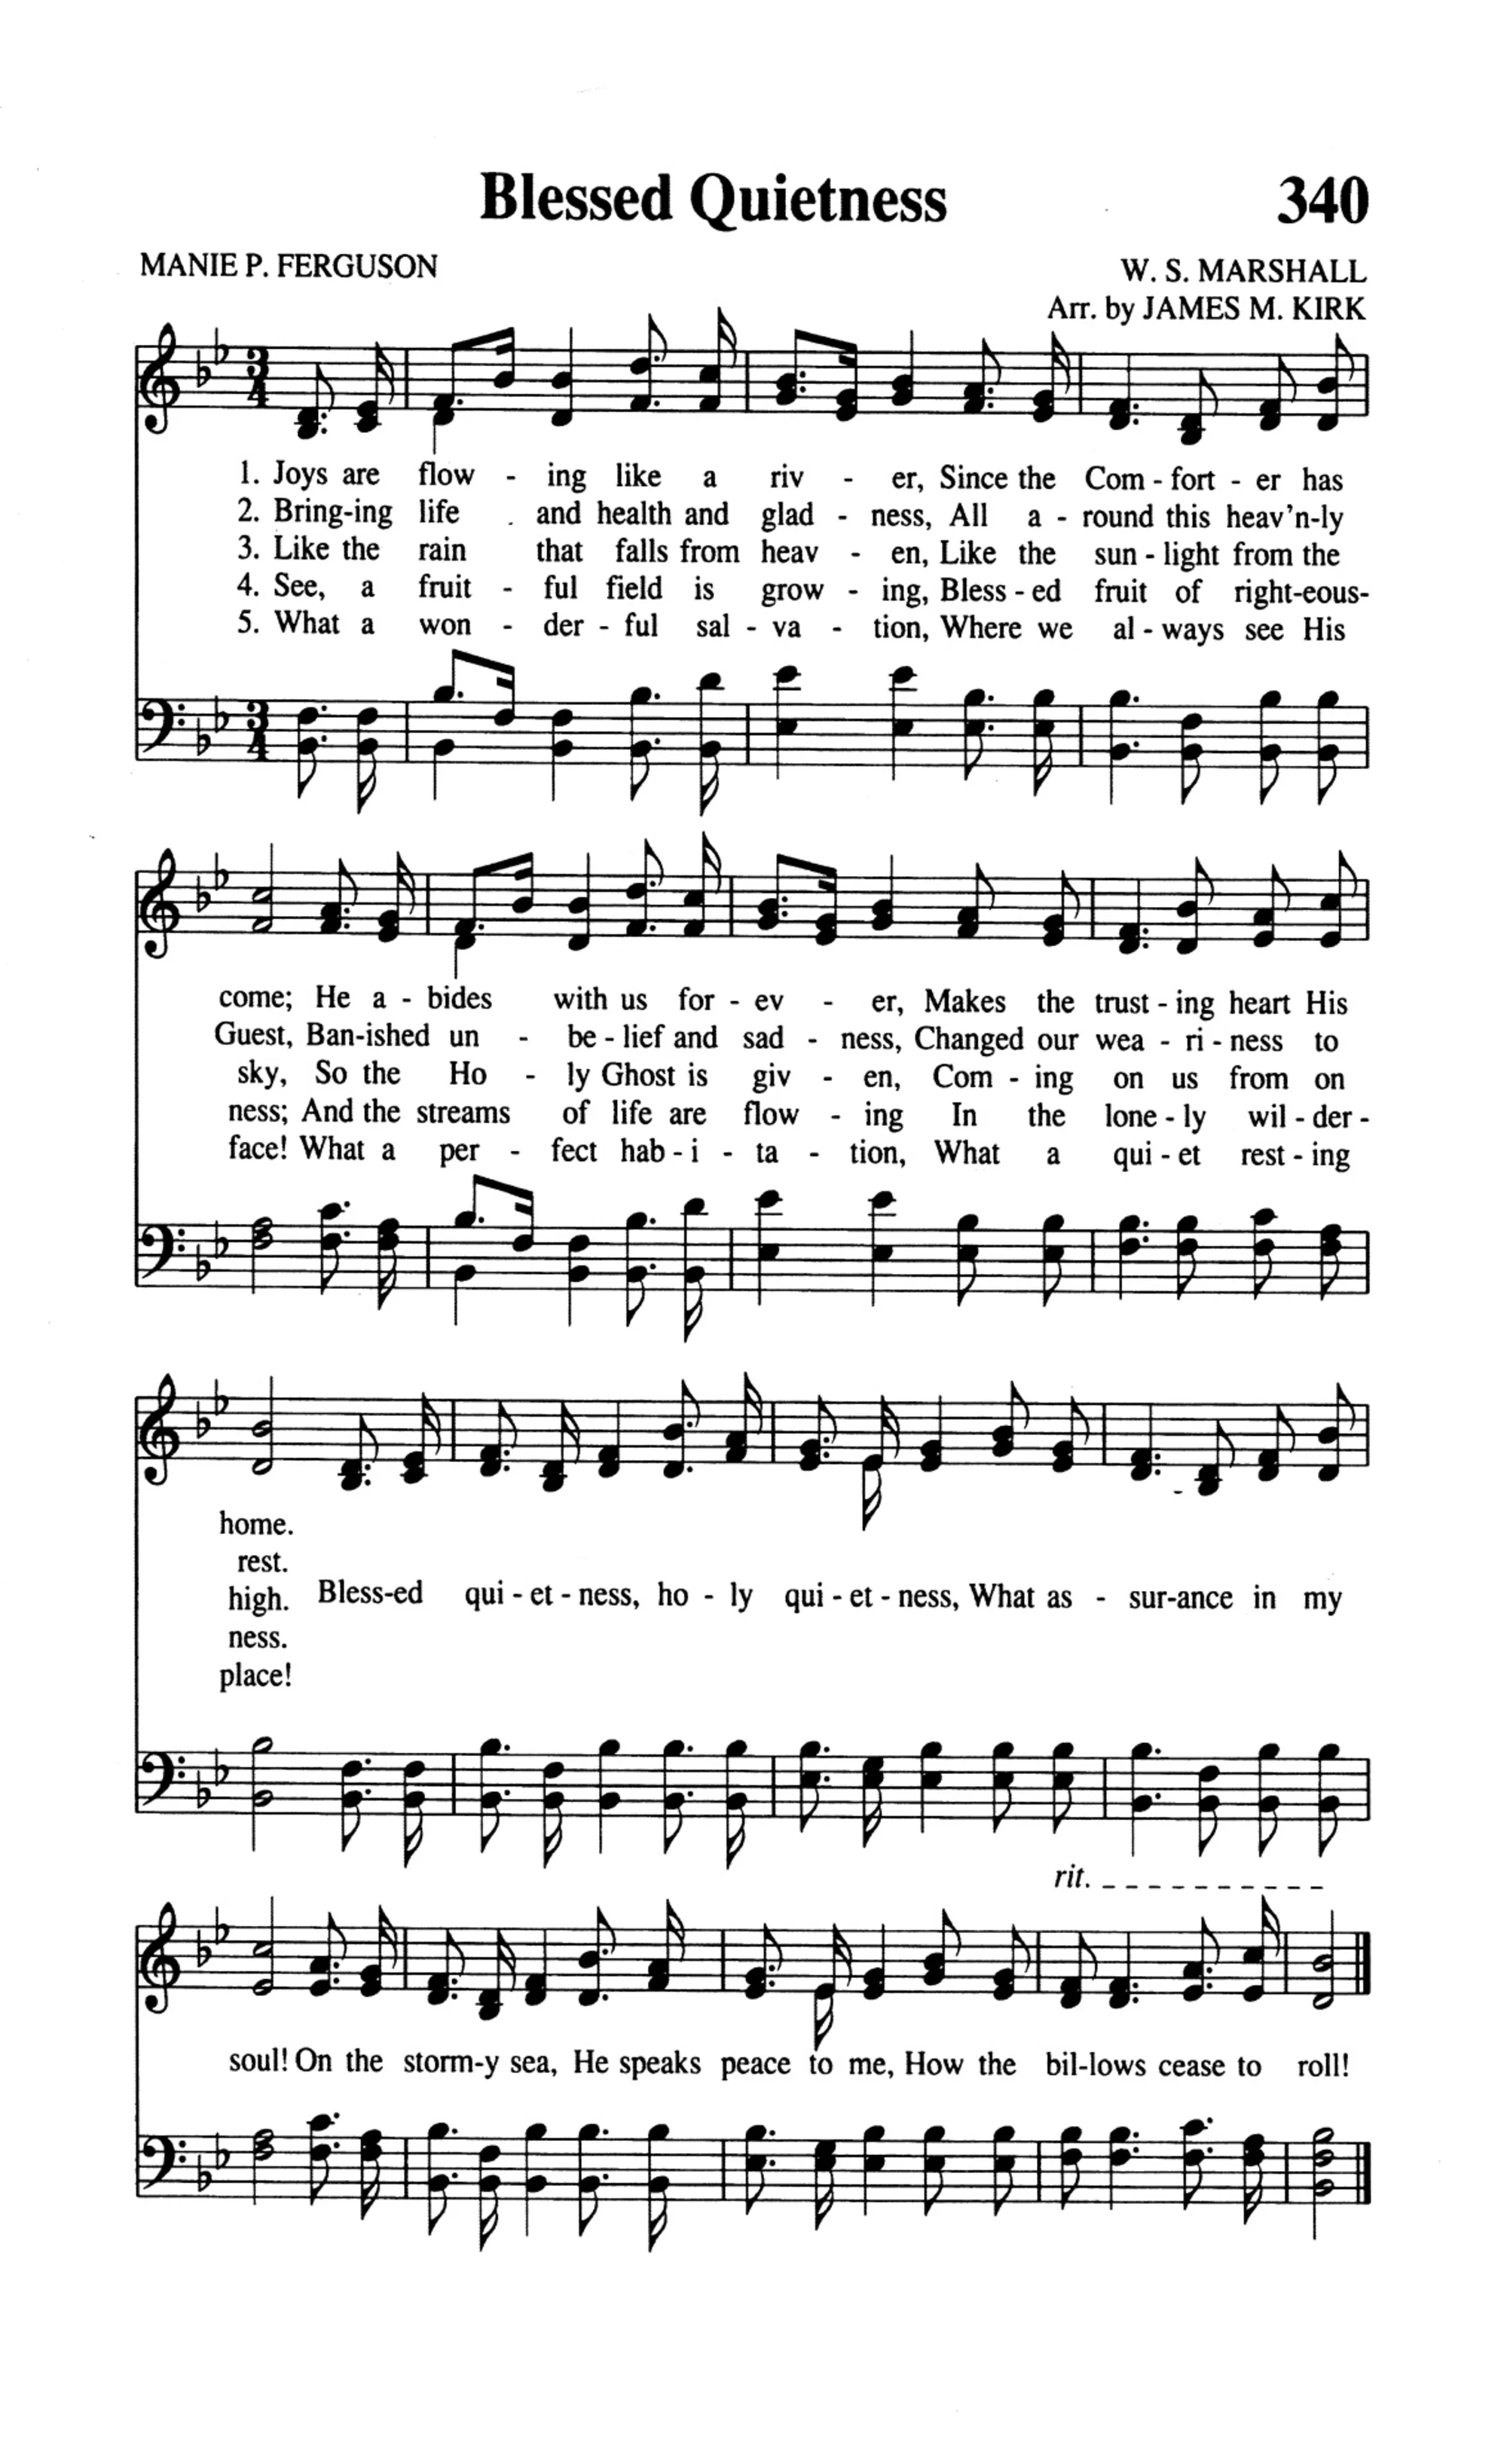 Blessed Quietness 340
MANIE P. FERGUSON
W. S. MARSHALL
Arr. by JAMES M. KIRK
1. Joys are flow - ing like a riv - er, Since the Com - fort - er has
2. Bring-ing life and health and glad - ness, All a - round this heav'n-ly
3. Like the rain that falls from heav - en, Like the sun - light from the
4. See, a fruit - ful field is grow - ing, Bless - ed fruit of right-eous-
5. What a won - der - ful sal - va - tion, Where we al - ways see His
come; He a - bides with us for - ev - er, Makes the trust - ing heart His
Guest, Ban-ished un - be - lief and sad - ness, Changed our wea - ri - ness to
sky, So the Ho - ly Ghost is giv - en, Com - ing on us from on
ness; And the streams of life are flow - ing In the lone - ly wil - der -
face! What a per - fect hab - i - ta - tion, What a qui - et rest - ing
home.
rest.
high. Bless-ed qui - et - ness, ho - ly qui - et - ness, What as - sur-ance in my
ness.
place!
rit.
soul! On the storm-y sea, He speaks peace to me, How the bil-lows cease to roll!